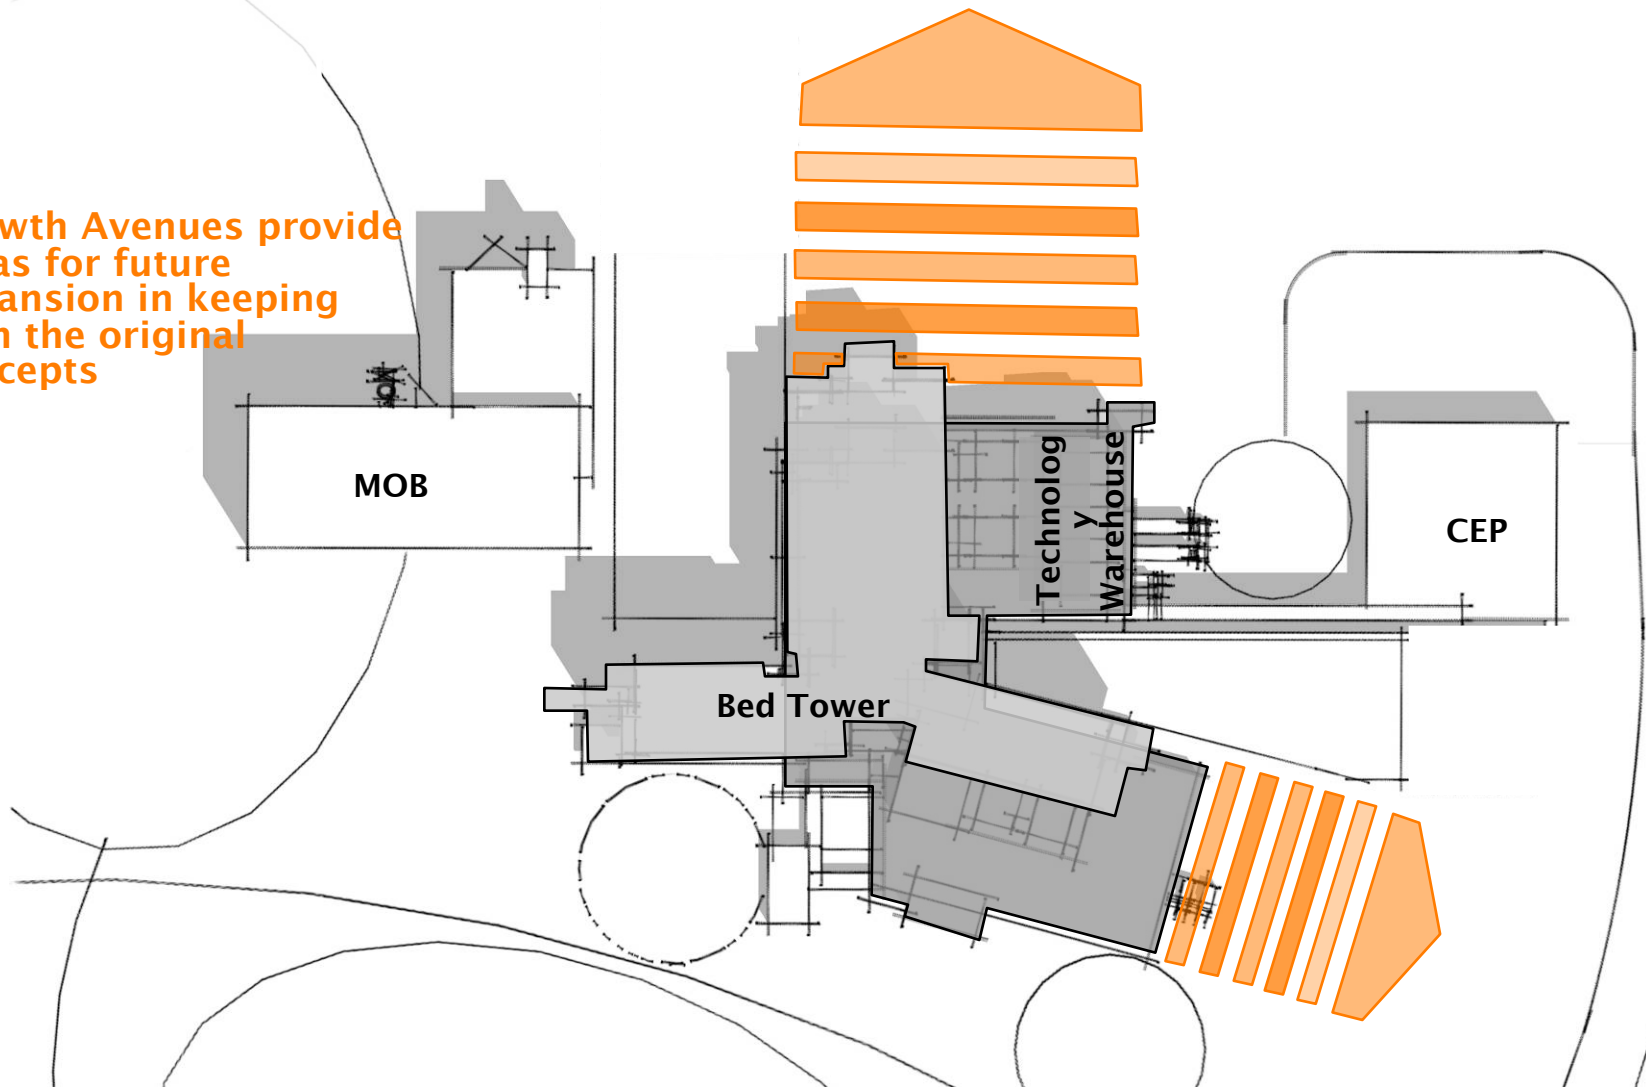 wth Avenues provide
as for future
ansion in keeping
n the original
cepts
MOB
Technolog
y
Warehouse
CEP
Bed Tower